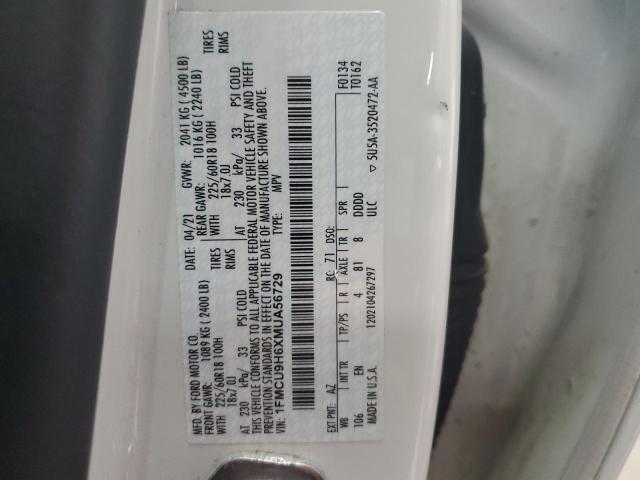 MFD. BY FORD MOTOR CO.
DATE: 04/21 GVWR: 2041 KG ( 4500 LB)
FRONT GAWR: 1089 KG ( 2400 LB) REAR GAWR: 1016 KG ( 2240 LB)
WITH 225/60R18 100H TIRES WITH 225/60R18 100H TIRES
18x7.0J RIMS 18x7.0J RIMS
AT 230 kPa/ 33 PSI COLD AT 230 kPa/ 33 PSI COLD
THIS VEHICLE CONFORMS TO ALL APPLICABLE FEDERAL MOTOR VEHICLE SAFETY AND THEFT
PREVENTION STANDARDS IN EFFECT ON THE DATE OF MANUFACTURE SHOWN ABOVE.
VIN: 1FMCU9H6XMUA56729
TYPE: MPV
F0134
T0162
EXT PNT: AZ RC: 71 DSO:
WB INT TR TP/PS R AXLE TR SPR
106 EN 4 81 8 DDDD
ULC
MADE IN U.S.A. 1202104267297
5U5A-3520472-AA